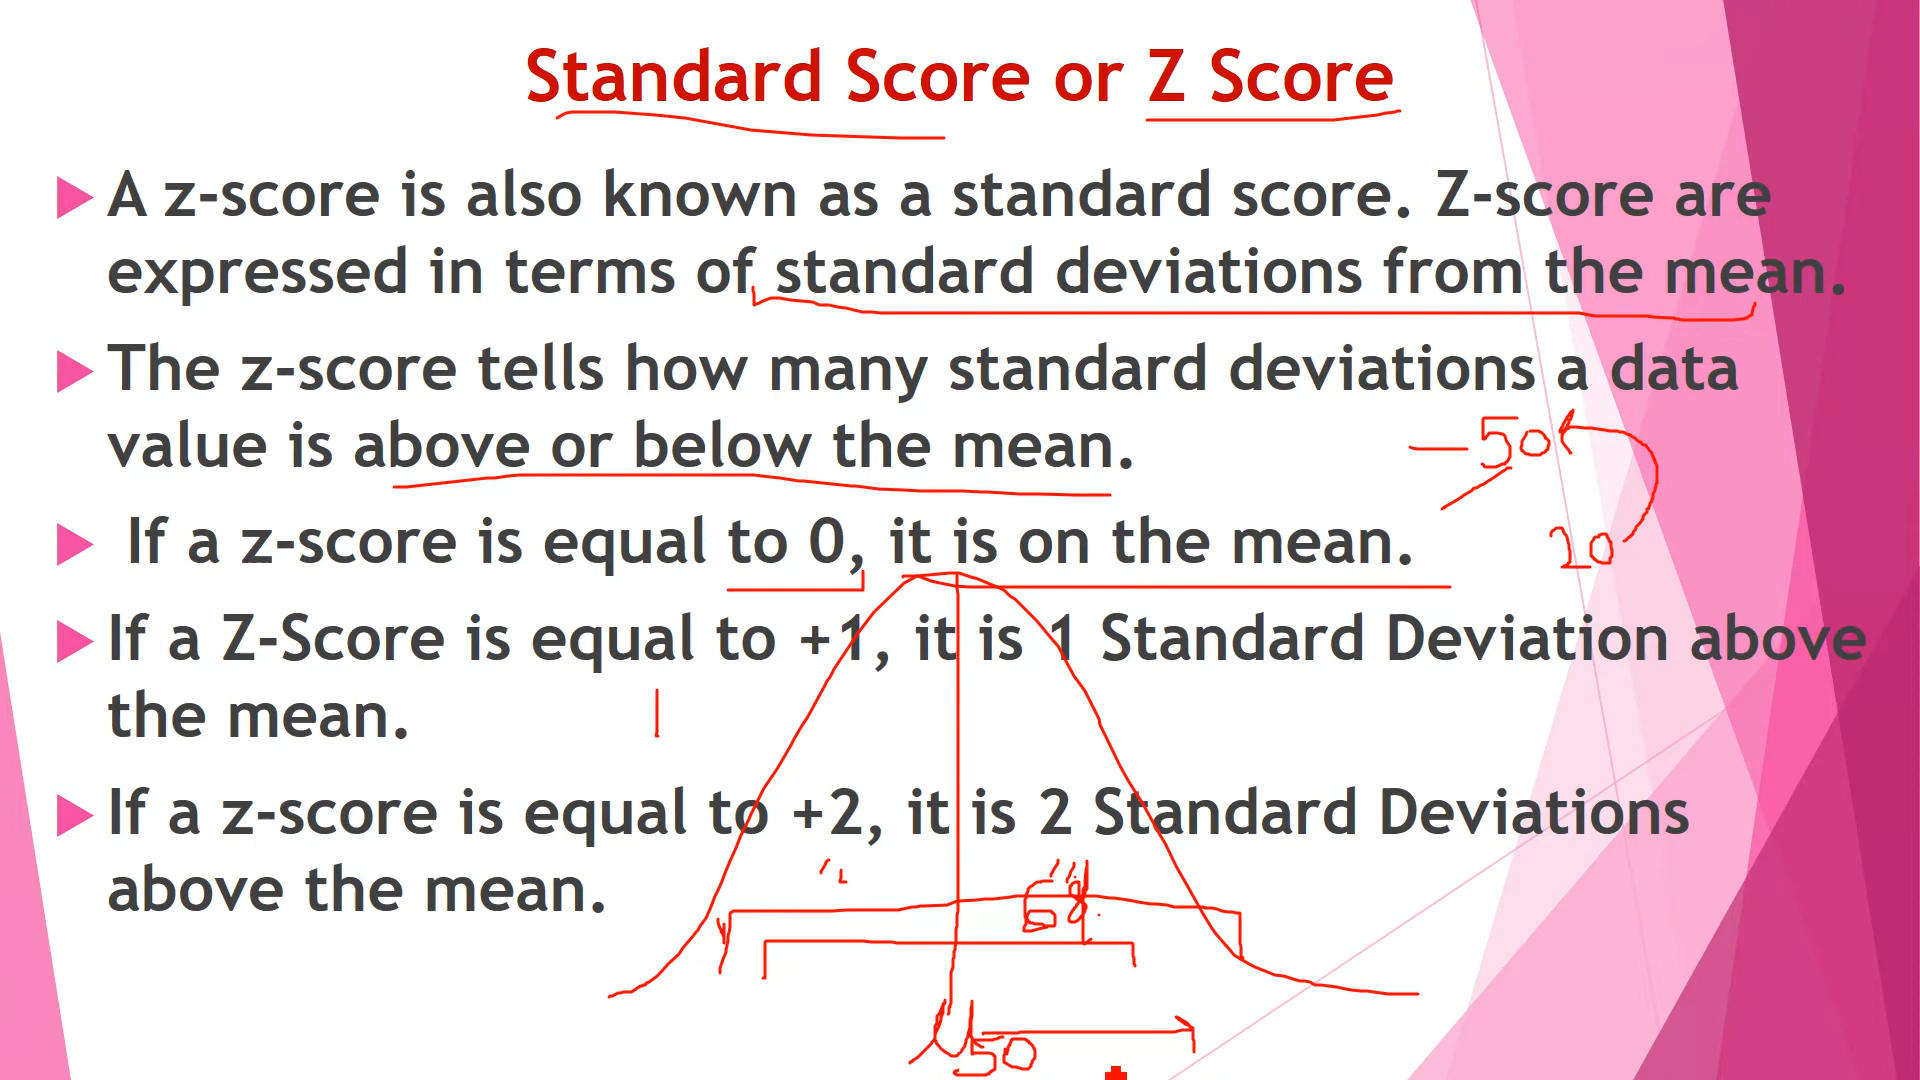 Standard Score or Z Score
A z-score is also known as a standard score. Z-score are
expressed in terms of standard deviations from the mean.
The z-score tells how many standard deviations a data
value is above or below the mean.
50
If a z-score is equal to 0, it is on the mean.
20
If a Z-Score is equal to +1, it is 1 Standard Deviation above
the mean.
If a z-score is equal to +2, it is 2 Standard Deviations
above the mean.
50